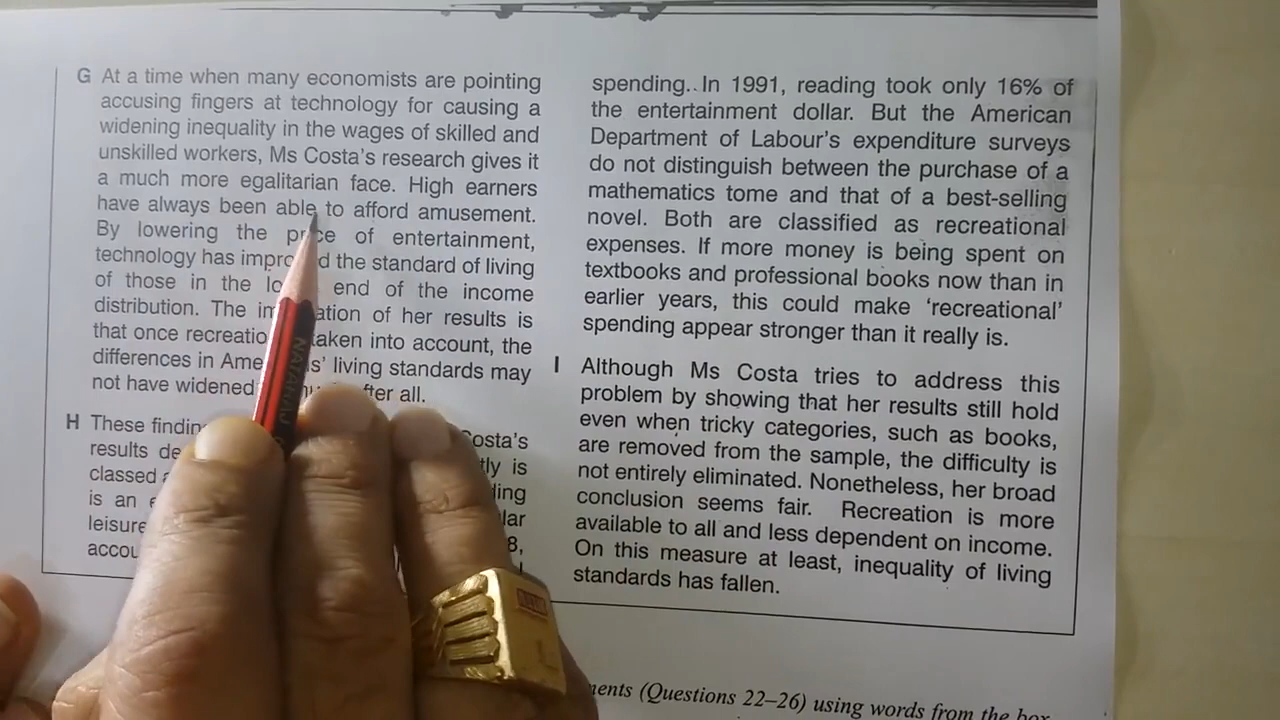 G At a time when many economists are pointing
accusing fingers at technology for causing a
widening inequality in the wages of skilled and
unskilled workers, Ms Costa's research gives it
a much more egalitarian face. High earners
have always been able to afford amusement.
By lowering the price of entertainment,
technology has improved the standard of living
of those in the end of the income
distribution. The of her results is
that once taken into account, the
differences in living standards may
not have widened after all.
H These Costa's
results
classed is
is an
leisure
8,
spending. In 1991, reading took only 16% of
the entertainment dollar. But the American
Department of Labour's expenditure surveys
do not distinguish between the purchase of a
mathematics tome and that of a best-selling
novel. Both are classified as recreational
expenses. If more money is being spent on
textbooks and professional books now than in
earlier years, this could make 'recreational'
spending appear stronger than it really is.
I Although Ms Costa tries to address this
problem by showing that her results still hold
even when tricky categories, such as books,
are removed from the sample, the difficulty is
not entirely eliminated. Nonetheless, her broad
conclusion seems fair. Recreation is more
available to all and less dependent on income.
On this measure at least, inequality of living
standards has fallen.
(Questions 22–26) using words from the box
NATARAJ